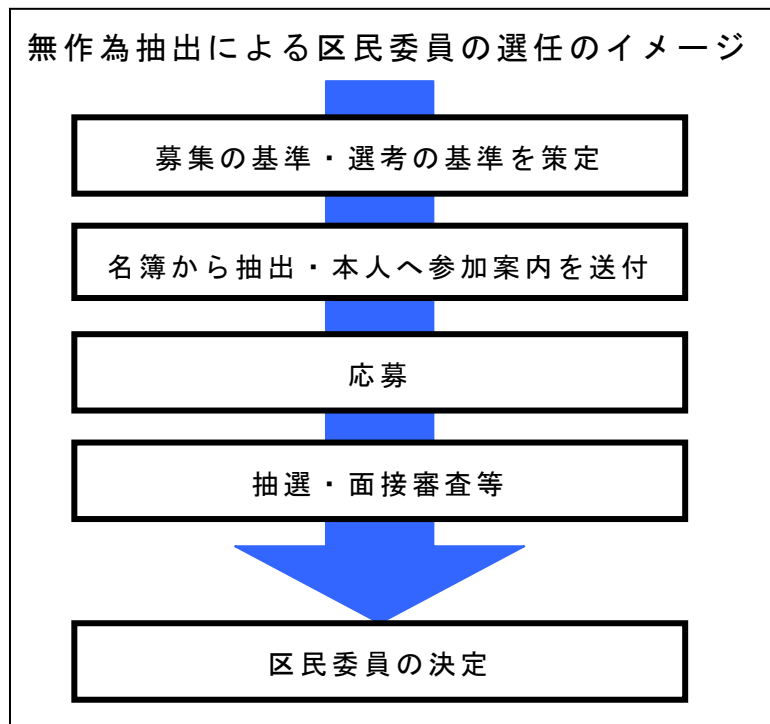 無作為抽出による区民委員の選任のイメージ
募集の基準・選考の基準を策定
名簿から抽出・本人へ参加案内を送付
応募
抽選・面接審査等
区民委員の決定